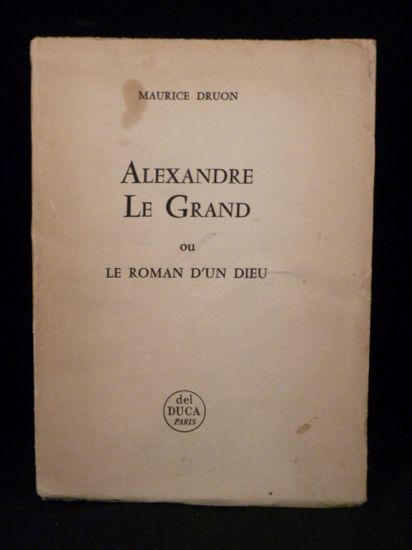 MAURICE DRUON
ALEXANDRE
LE GRAND
ou
LE ROMAN D'UN DIEU
del
DUCA
PARIS